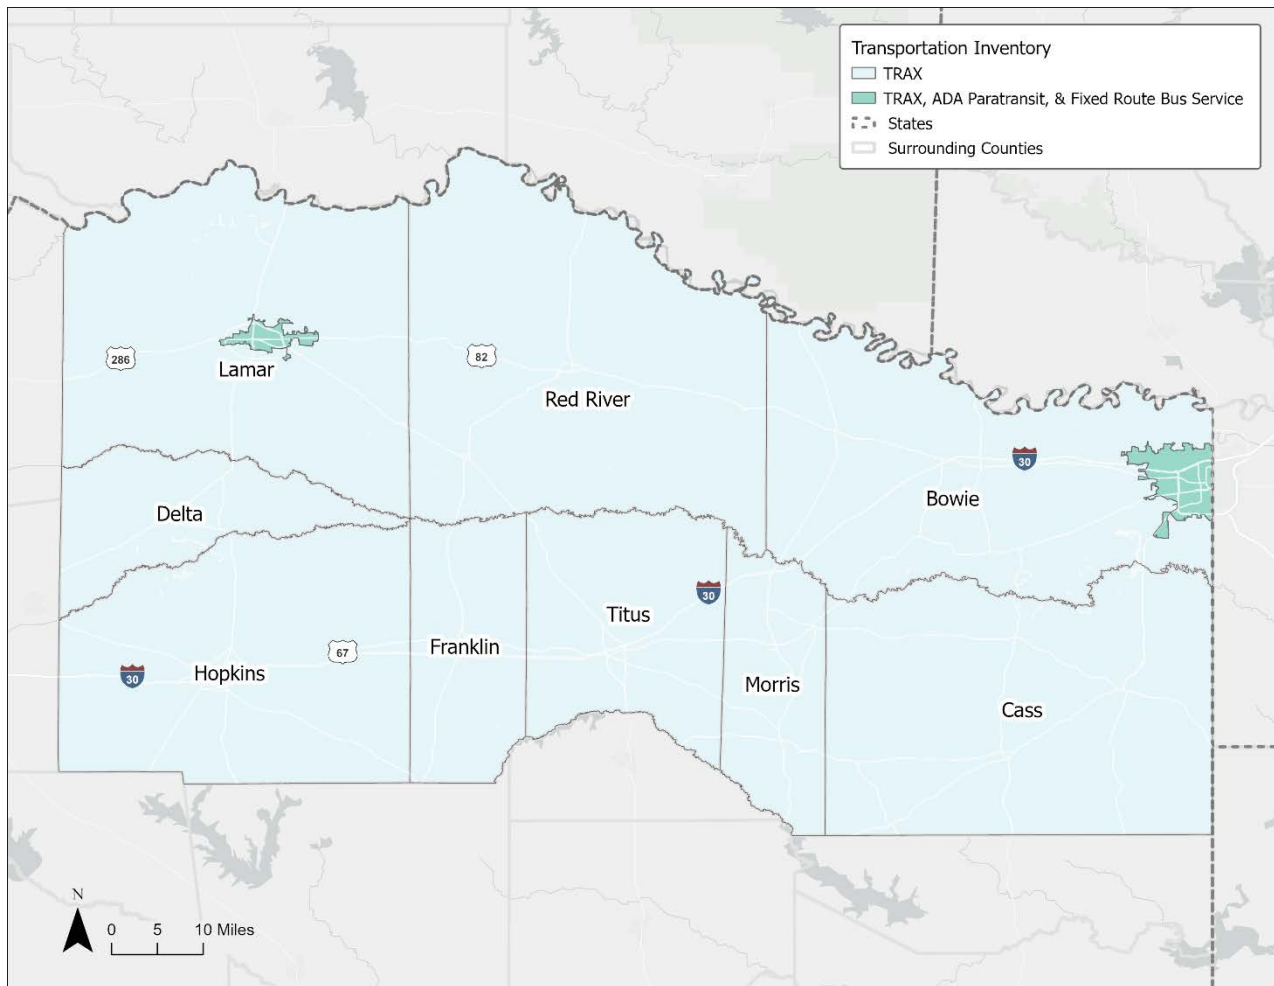 Transportation Inventory
TRAX
TRAX, ADA Paratransit, & Fixed Route Bus Service
States
Surrounding Counties
286
Lamar
82
Red River
30
Bowie
Delta
30
Titus
67
Franklin
30
Hopkins
Morris
Cass
N
0 5 10 Miles